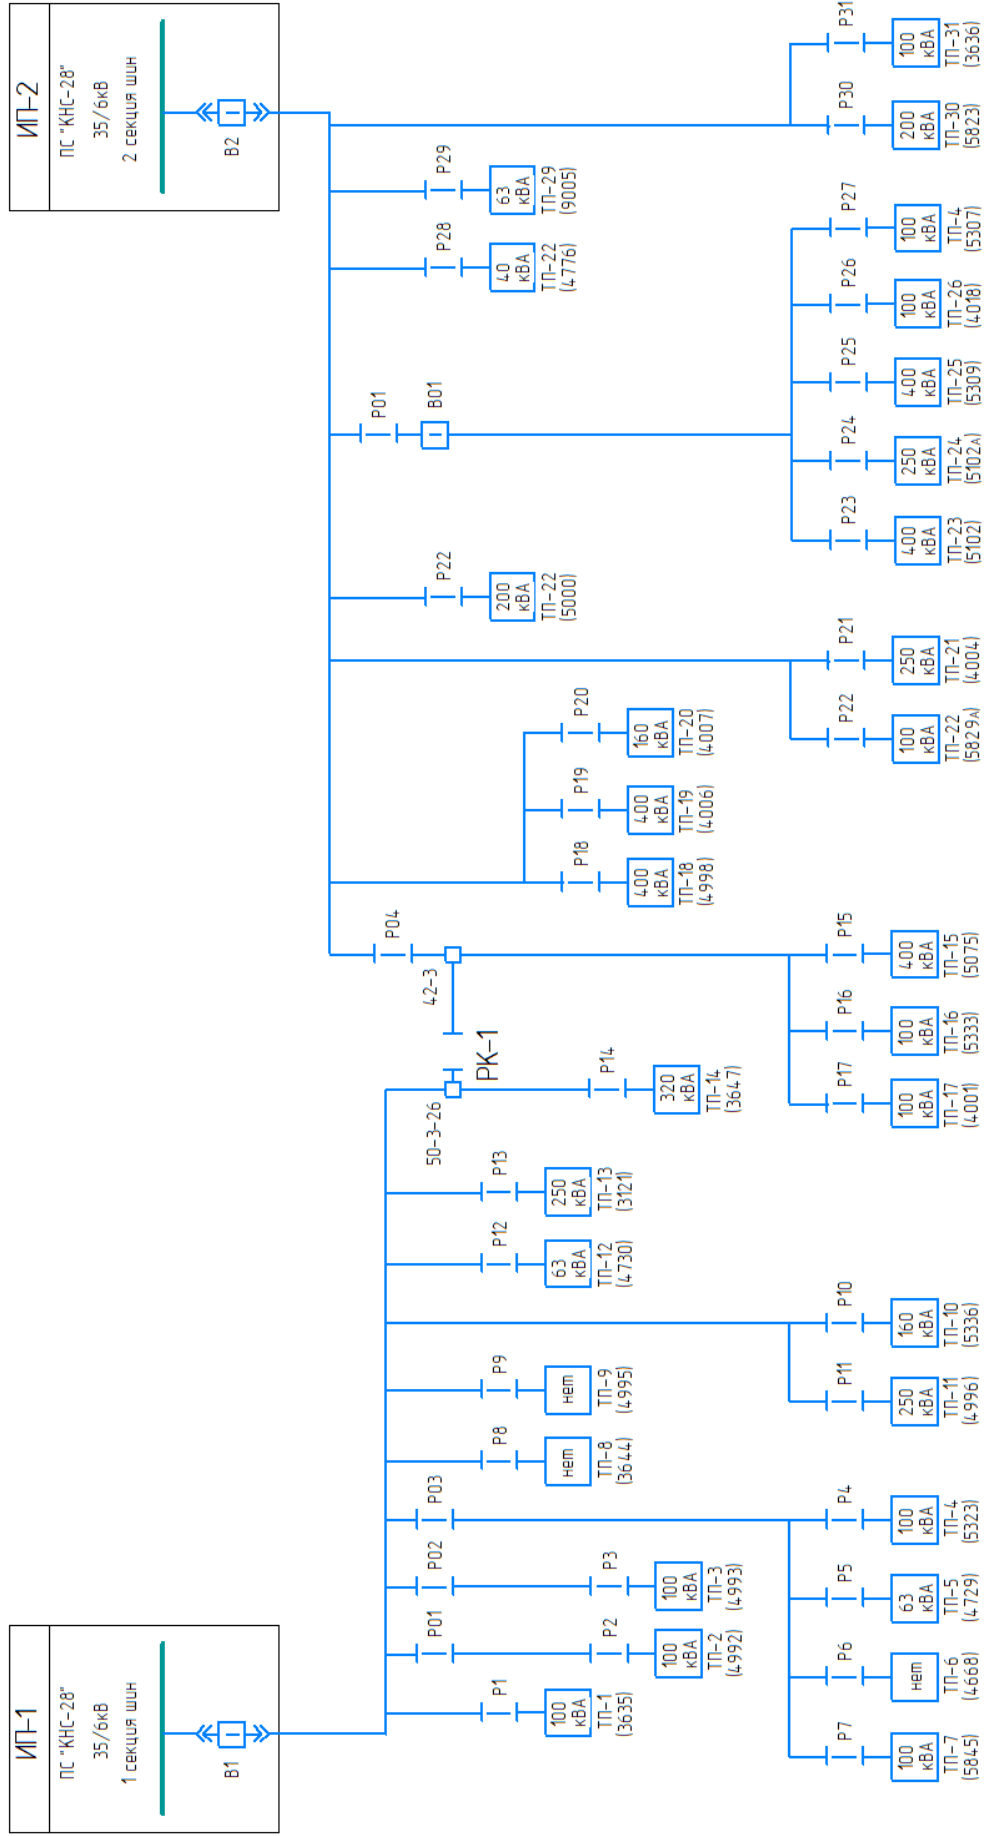 ИП-1
ПС "КНС-28"
35/6кВ
1 секция шин
В1
ИП-2
ПС "КНС-28"
35/6кВ
2 секция шин
В2
Р1
100
кВА
ТП-1
(3635)
Р01
Р2
100
кВА
ТП-2
(4992)
Р02
Р3
100
кВА
ТП-3
(4993)
Р03
Р7
100
кВА
ТП-7
(5845)
Р6
нет
ТП-6
(4668)
Р5
63
кВА
ТП-5
(4729)
Р4
100
кВА
ТП-4
(5323)
Р8
нет
ТП-8
(3644)
Р9
нет
ТП-9
(4995)
Р11
250
кВА
ТП-11
(4996)
Р10
160
кВА
ТП-10
(5336)
Р12
63
кВА
ТП-12
(4730)
Р13
250
кВА
ТП-13
(3121)
50-3-26
РК-1
42-3
Р14
320
кВА
ТП-14
(3647)
Р04
Р17
100
кВА
ТП-17
(4001)
Р16
100
кВА
ТП-16
(5333)
Р15
400
кВА
ТП-15
(5075)
Р18
400
кВА
ТП-18
(4998)
Р19
400
кВА
ТП-19
(4006)
Р20
160
кВА
ТП-20
(4007)
Р22
100
кВА
ТП-22
(5829А)
Р21
250
кВА
ТП-21
(4004)
Р22
200
кВА
ТП-22
(5000)
Р01
В01
Р23
400
кВА
ТП-23
(5102)
Р24
250
кВА
ТП-24
(5102А)
Р25
400
кВА
ТП-25
(5309)
Р26
100
кВА
ТП-26
(4018)
Р27
100
кВА
ТП-4
(5307)
Р28
40
кВА
ТП-22
(4776)
Р29
63
кВА
ТП-29
(9005)
Р30
200
кВА
ТП-30
(5823)
Р31
100
кВА
ТП-31
(3636)